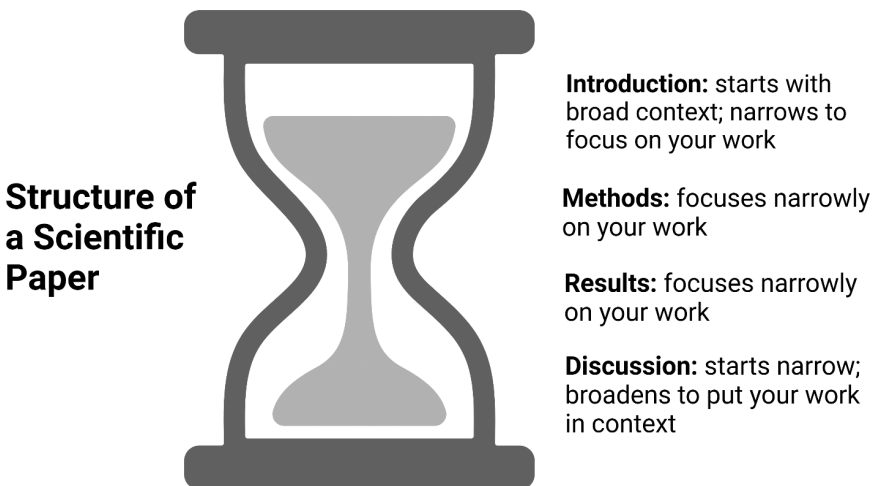 Structure of
a Scientific
Paper
Introduction: starts with
broad context; narrows to
focus on your work
Methods: focuses narrowly
on your work
Results: focuses narrowly
on your work
Discussion: starts narrow;
broadens to put your work
in context